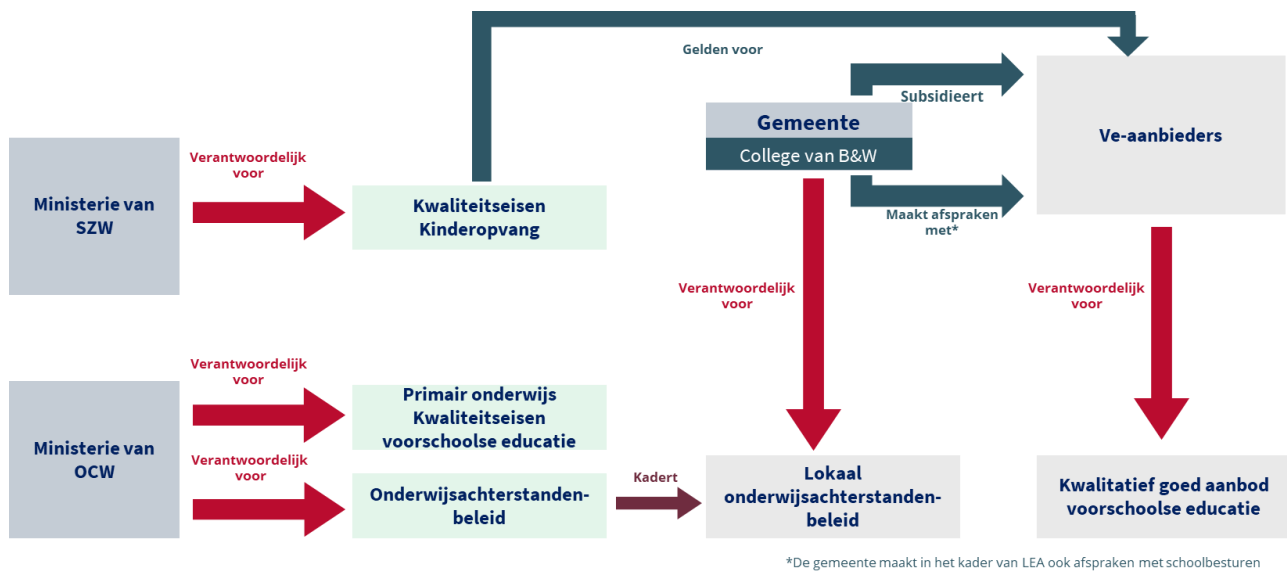 Gelden voor
Subsidieert
Gemeente
College van B&W
Ve-aanbieders
Maakt afspraken
met*
Ministerie van
SZW
Verantwoordelijk
voor
Kwaliteitseisen
Kinderopvang
Verantwoordelijk
voor
Verantwoordelijk
voor
Ministerie van
OCW
Verantwoordelijk
voor
Primair onderwijs
Kwaliteitseisen
voorschoolse educatie
Verantwoordelijk
voor
Onderwijsachterstanden-
beleid
Kadert
Lokaal
onderwijsachterstanden-
beleid
Kwalitatief goed aanbod
voorschoolse educatie
*De gemeente maakt in het kader van LEA ook afspraken met schoolbesturen